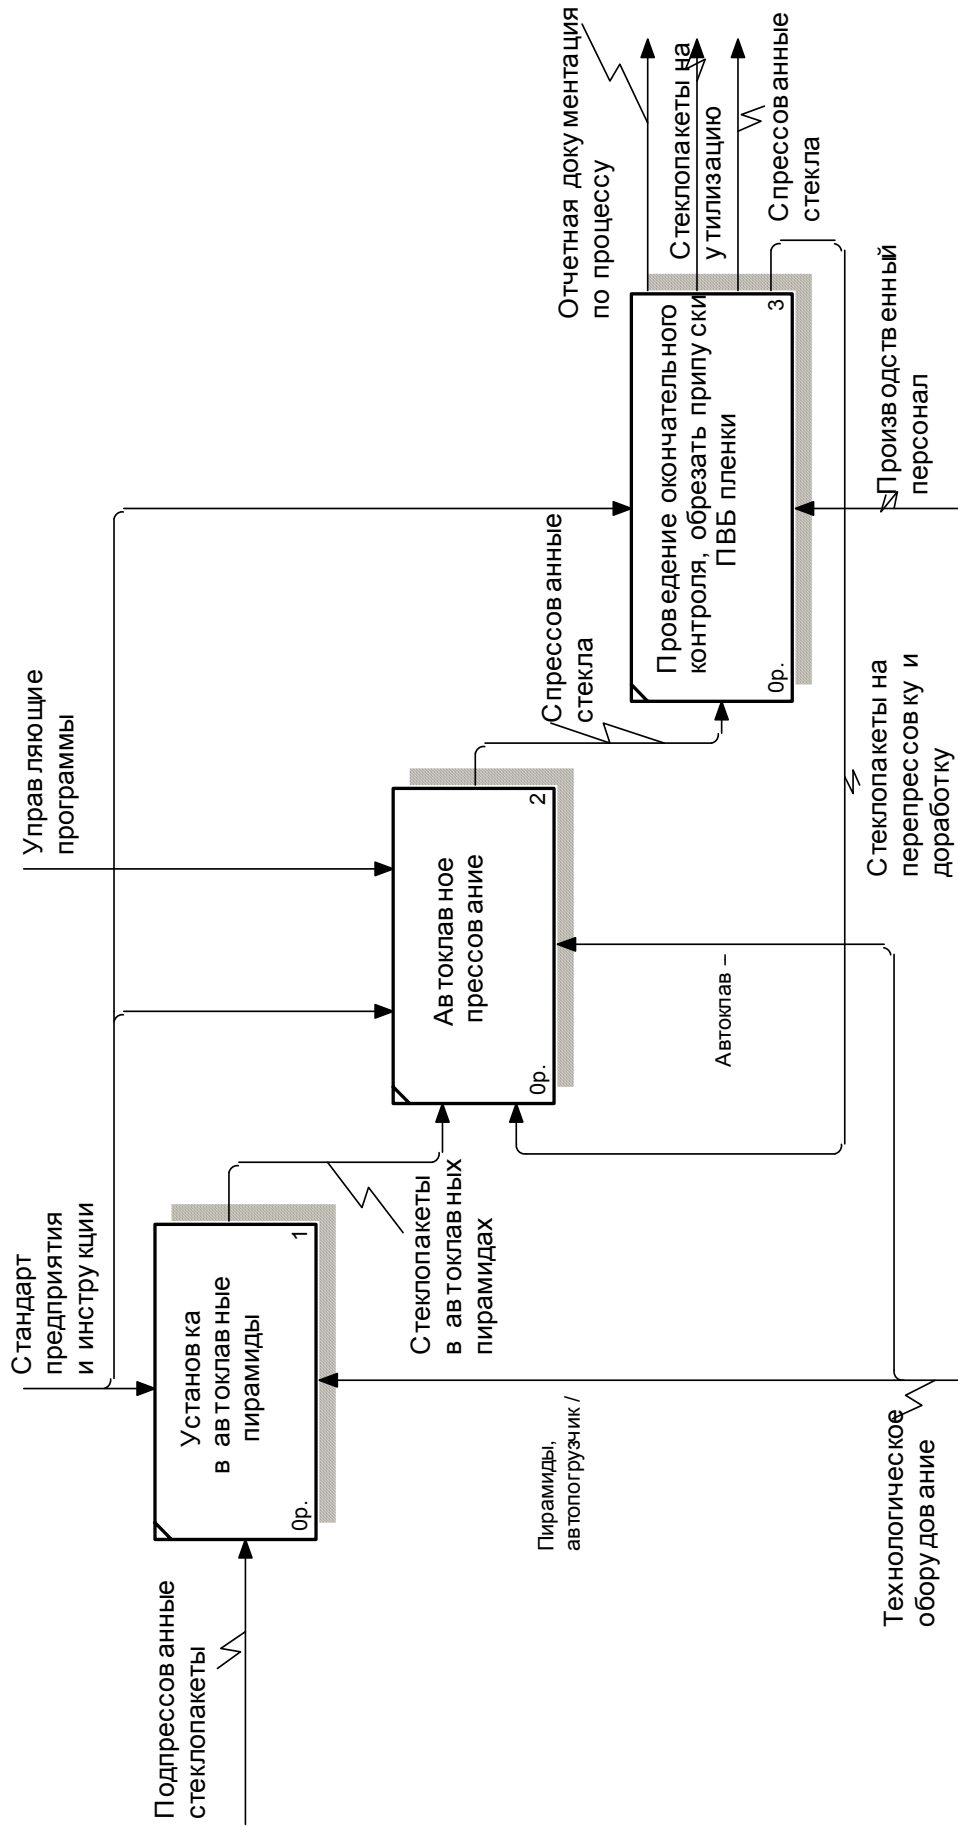 Стандарт
предприятия
и инструкции
Управляющие
программы
Подпрессованные
стеклопакеты
Установка
в автоклавные
пирамиды
0р.
1
Стеклопакеты
в автоклавных
пирамидах
Автоклавное
прессование
0р.
2
Спрессованные
стекла
Проведение окончательного
контроля, обрезать припуски
ПВБ пленки
0р.
3
Отчетная документация
по процессу
Стеклопакеты на
утилизацию
Спрессованные
стекла
Пирамиды,
автопогрузчик /
Автоклав –
Стеклопакеты на
перепрессовку и
доработку
Технологическое
оборудование
Производственный
персонал